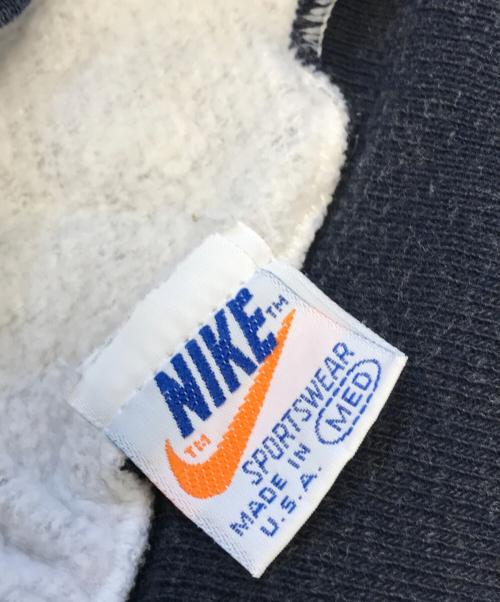 NIKE™
™
SPORTSWEAR
MADE IN
U.S.A.
MED